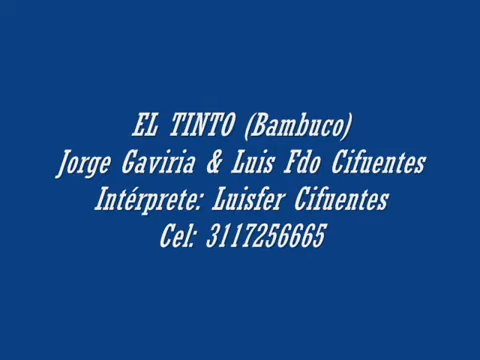 EL TINTO (Bambuco)
Jorge Gaviria & Luis Fdo Cifuentes
Intérprete: Luisfer Cifuentes
Cel: 3117256665